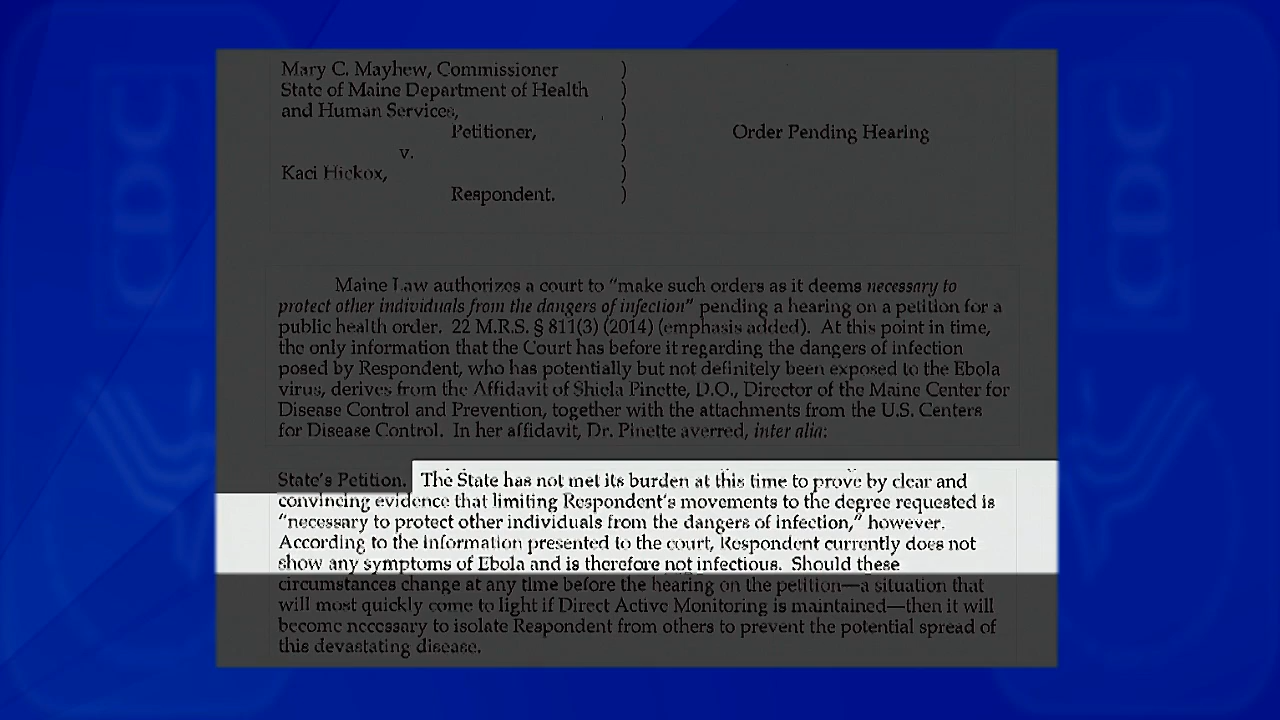 CDC
CDC
Mary C. Mayhew, Commissioner )
State of Maine Department of Health )
and Human Services, )
Petitioner, ) Order Pending Hearing
v. )
Kaci Hickox, )
Respondent. )
Maine Law authorizes a court to “make such orders as it deems necessary to
protect other individuals from the dangers of infection” pending a hearing on a petition for a
public health order. 22 M.R.S. § 811(3) (2014) (emphasis added). At this point in time,
the only information that the Court has before it regarding the dangers of infection
posed by Respondent, who has potentially but not definitely been exposed to the Ebola
virus, derives from the Affidavit of Shiela Pinette, D.O., Director of the Maine Center for
Disease Control and Prevention, together with the attachments from the U.S. Centers
for Disease Control. In her affidavit, Dr. Pinette averred, inter alia:
State's Petition. The State has not met its burden at this time to prove by clear and
convincing evidence that limiting Respondent's movements to the degree requested is
“necessary to protect other individuals from the dangers of infection,” however.
According to the information presented to the court, Respondent currently does not
show any symptoms of Ebola and is therefore not infectious. Should these
circumstances change at any time before the hearing on the petition—a situation that
will most quickly come to light if Direct Active Monitoring is maintained—then it will
become necessary to isolate Respondent from others to prevent the potential spread of
this devastating disease.